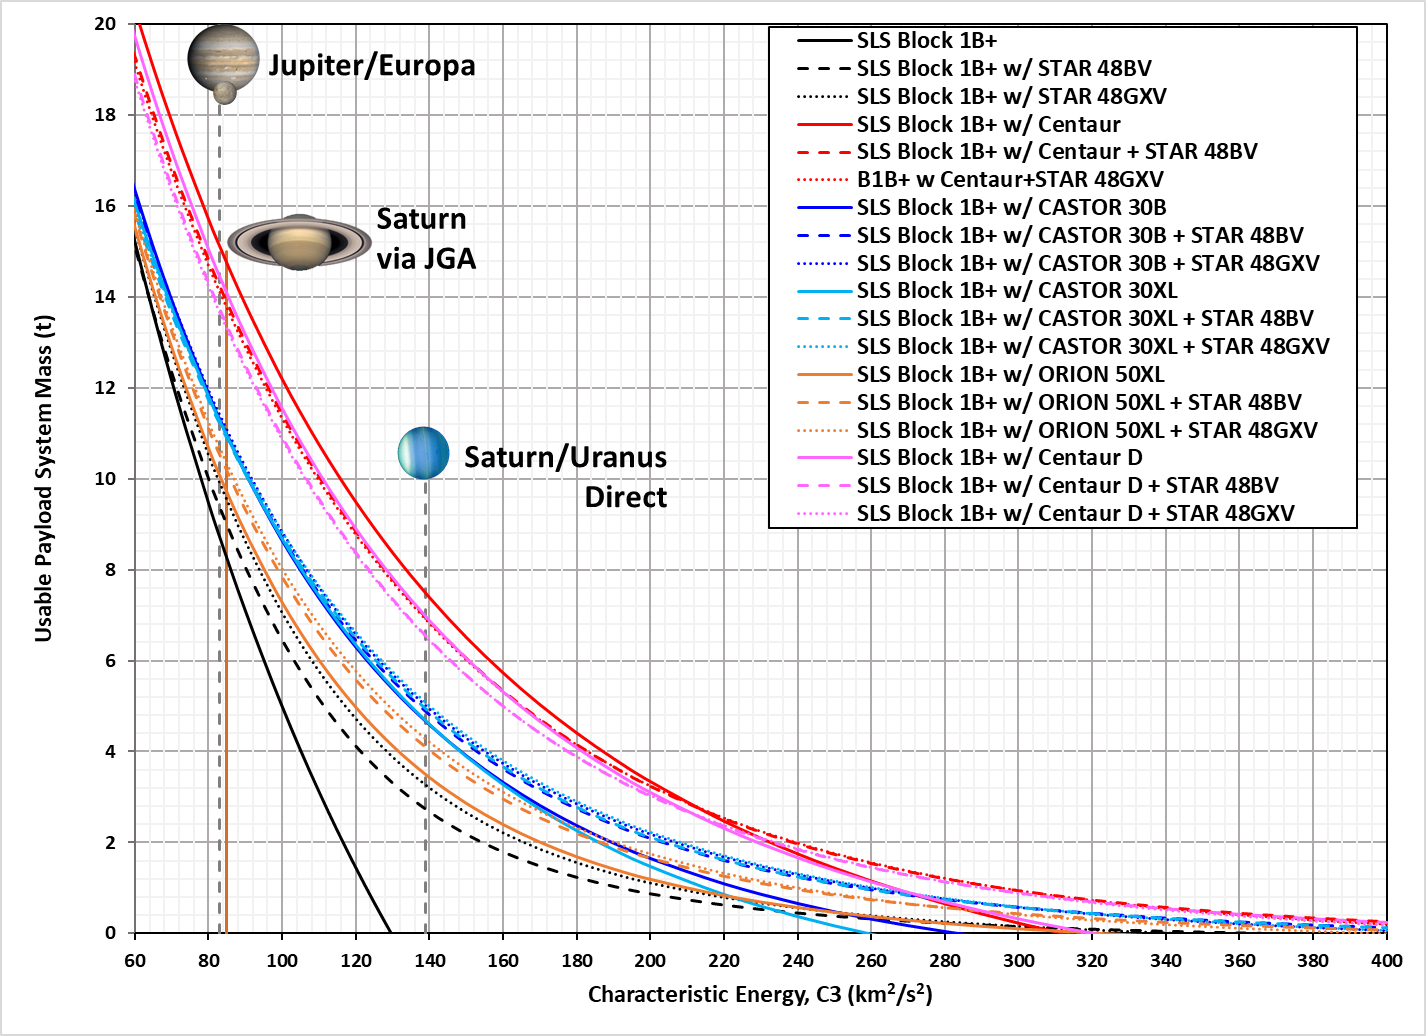 20
18
16
14
12
10
8
6
4
2
0
Usable Payload System Mass (t)
Jupiter/Europa
Saturn
via JGA
Saturn/Uranus
Direct
SLS Block 1B+
SLS Block 1B+ w/ STAR 48BV
SLS Block 1B+ w/ STAR 48GXV
SLS Block 1B+ w/ Centaur
SLS Block 1B+ w/ Centaur + STAR 48BV
B1B+ w Centaur+STAR 48GXV
SLS Block 1B+ w/ CASTOR 30B
SLS Block 1B+ w/ CASTOR 30B + STAR 48BV
SLS Block 1B+ w/ CASTOR 30B + STAR 48GXV
SLS Block 1B+ w/ CASTOR 30XL
SLS Block 1B+ w/ CASTOR 30XL + STAR 48BV
SLS Block 1B+ w/ CASTOR 30XL + STAR 48GXV
SLS Block 1B+ w/ ORION 50XL
SLS Block 1B+ w/ ORION 50XL + STAR 48BV
SLS Block 1B+ w/ ORION 50XL + STAR 48GXV
SLS Block 1B+ w/ Centaur D
SLS Block 1B+ w/ Centaur D + STAR 48BV
SLS Block 1B+ w/ Centaur D + STAR 48GXV
60 80 100 120 140 160 180 200 220 240 260 280 300 320 340 360 380 400
Characteristic Energy, C3 (km²/s²)